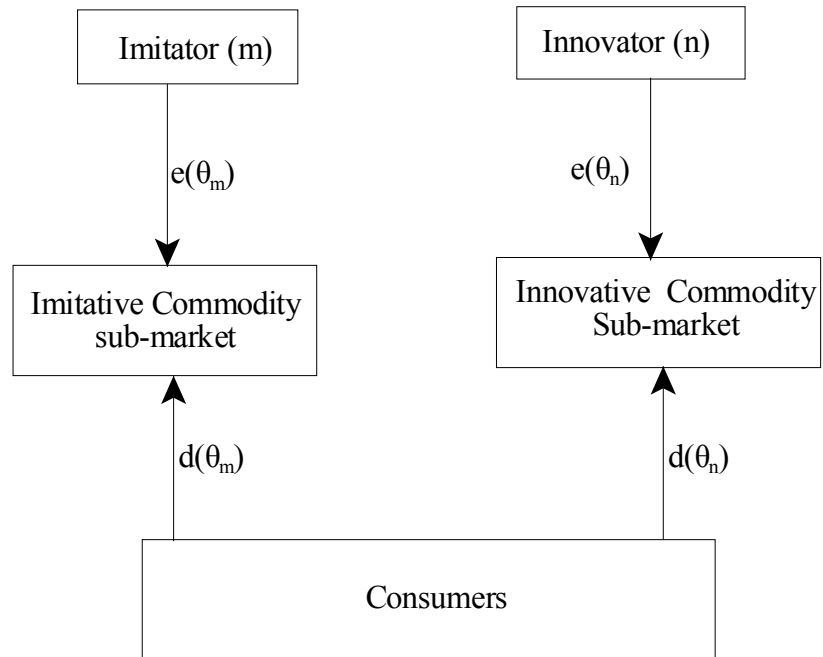 Imitator (m)
Innovator (n)
e(θm)
e(θn)
Imitative Commodity
sub-market
Innovative Commodity
Sub-market
d(θm)
d(θn)
Consumers